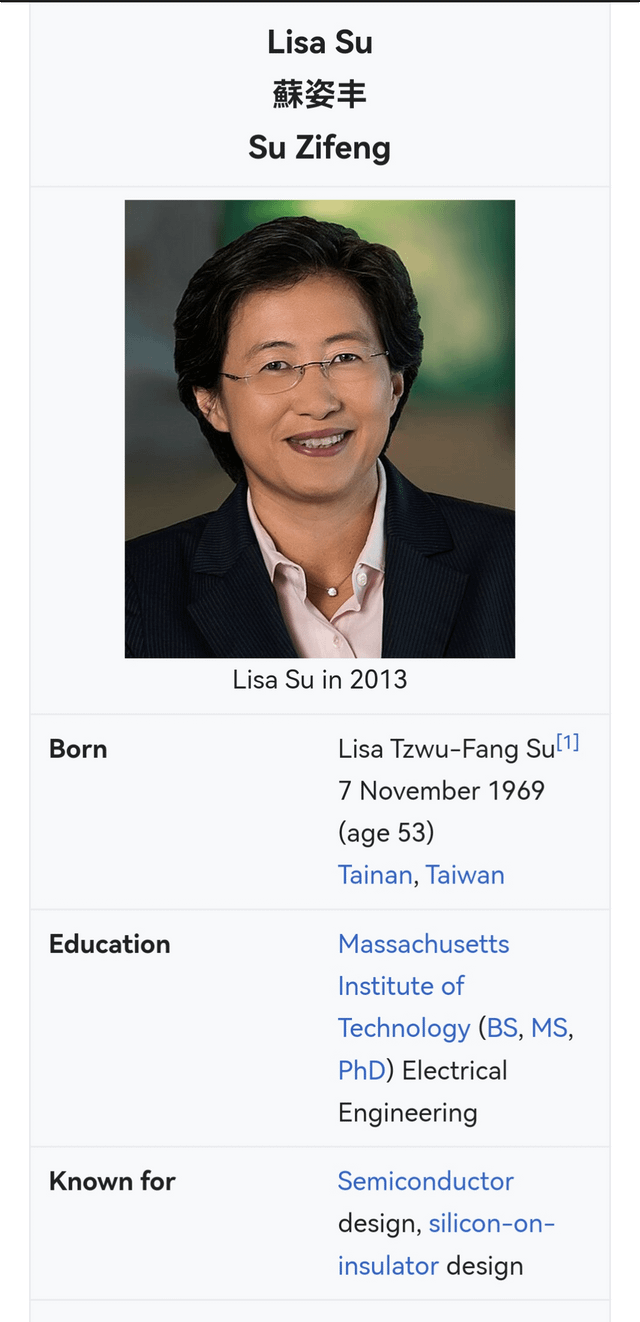 Lisa Su
蘇姿丰
Su Zifeng
Lisa Su in 2013
Born
Lisa Tzwu-Fang Su[1]
7 November 1969
(age 53)
Tainan, Taiwan
Education
Massachusetts
Institute of
Technology (BS, MS,
PhD) Electrical
Engineering
Known for
Semiconductor
design, silicon-on-
insulator design